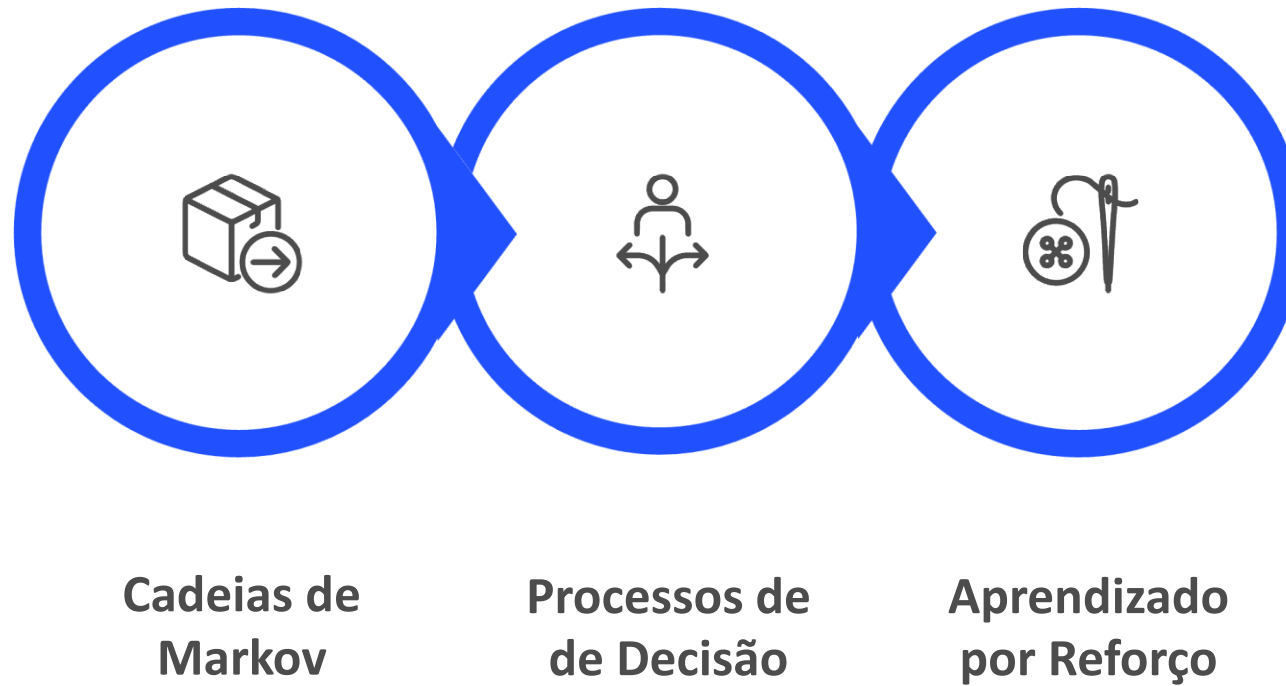 Cadeias de
Markov
Processos de
de Decisão
Aprendizado
por Reforço